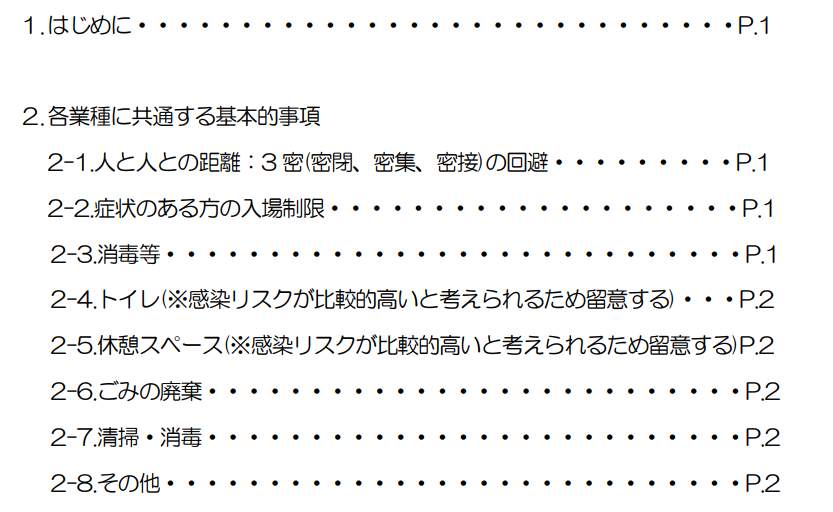 1.はじめに・・・・・・・・・・・・・・・・・・・・・・・・・・・・・P.1
2.各業種に共通する基本的事項
2-1.人と人との距離：3密(密閉、密集、密接)の回避・・・・・・・・・P.1
2-2.症状のある方の入場制限・・・・・・・・・・・・・・・・・・・・P.1
2-3.消毒等・・・・・・・・・・・・・・・・・・・・・・・・・・・・P.1
2-4.トイレ(※感染リスクが比較的高いと考えられるため留意する)・・・P.2
2-5.休憩スペース(※感染リスクが比較的高いと考えられるため留意する)P.2
2-6.ごみの廃棄・・・・・・・・・・・・・・・・・・・・・・・・・・P.2
2-7.清掃・消毒・・・・・・・・・・・・・・・・・・・・・・・・・・P.2
2-8.その他・・・・・・・・・・・・・・・・・・・・・・・・・・・・P.2